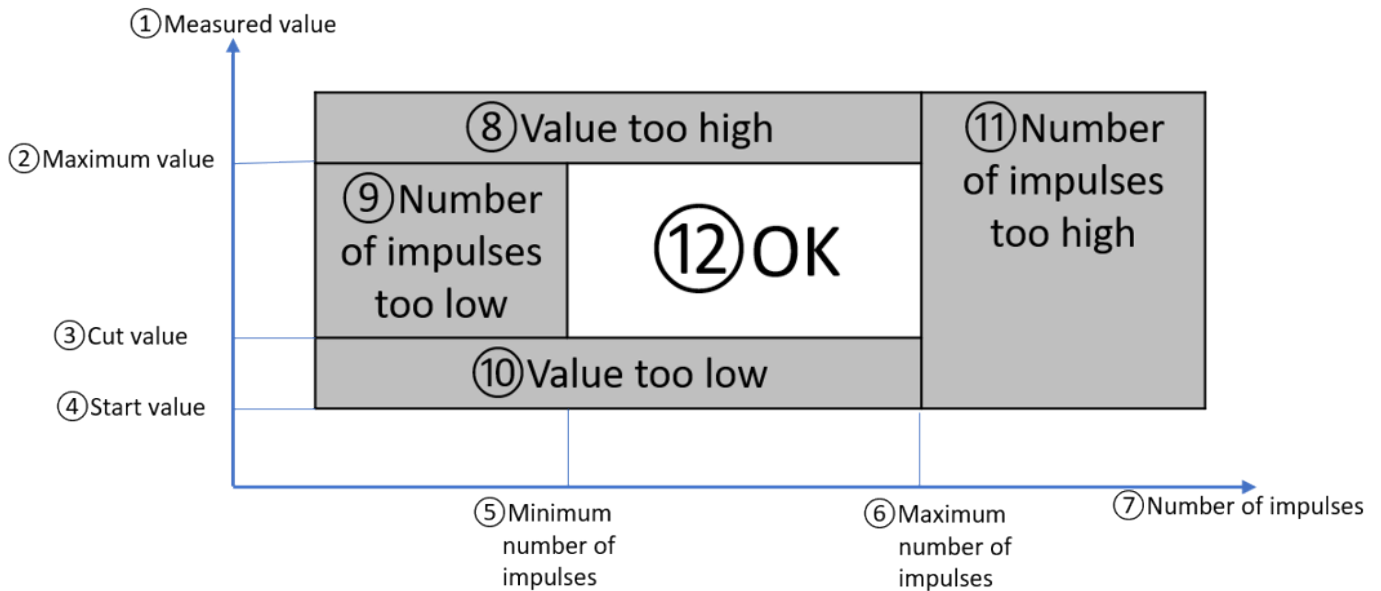 ①Measured value
②Maximum value
③Cut value
④Start value
⑧Value too high
⑨Number
of impulses
too low
⑫OK
⑩Value too low
⑪Number
of impulses
too high
⑤Minimum
number of
impulses
⑥Maximum
number of
impulses
⑦Number of impulses